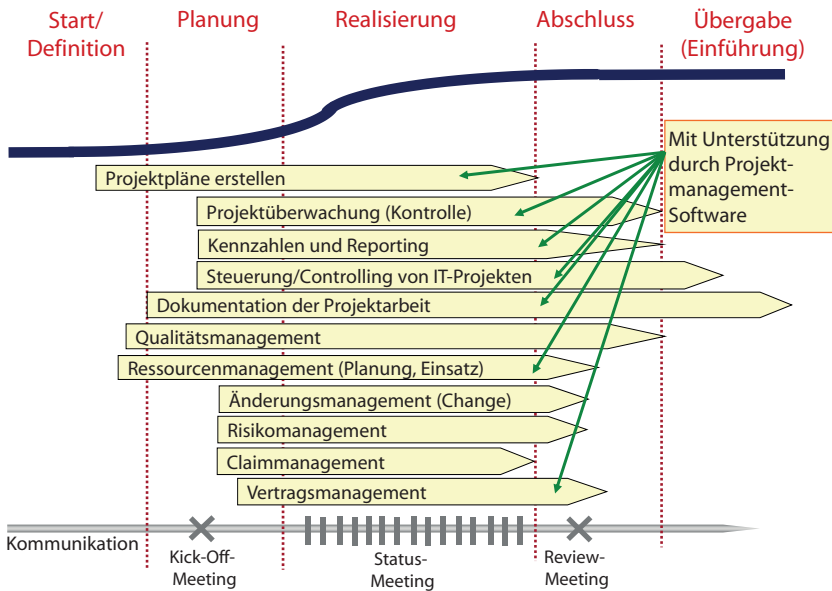 Start/
Definition
Planung
Realisierung
Abschluss
Übergabe
(Einführung)
Mit Unterstützung
durch Projekt-
management-
Software
Projektpläne erstellen
Projektüberwachung (Kontrolle)
Kennzahlen und Reporting
Steuerung/Controlling von IT-Projekten
Dokumentation der Projektarbeit
Qualitätsmanagement
Ressourcenmanagement (Planung, Einsatz)
Änderungsmanagement (Change)
Risikomanagement
Claimmanagement
Vertragsmanagement
Kommunikation
Kick-Off-
Meeting
Status-
Meeting
Review-
Meeting